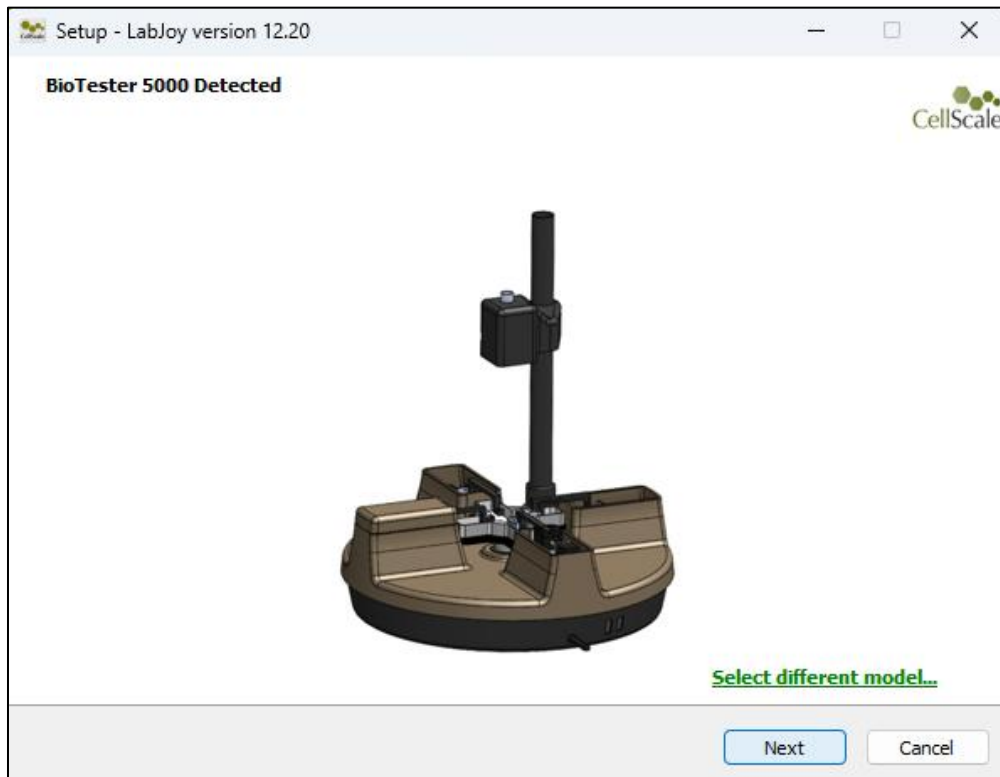 Setup - LabJoy version 12.20
BioTester 5000 Detected
CellScale
Select different model...
Next
Cancel